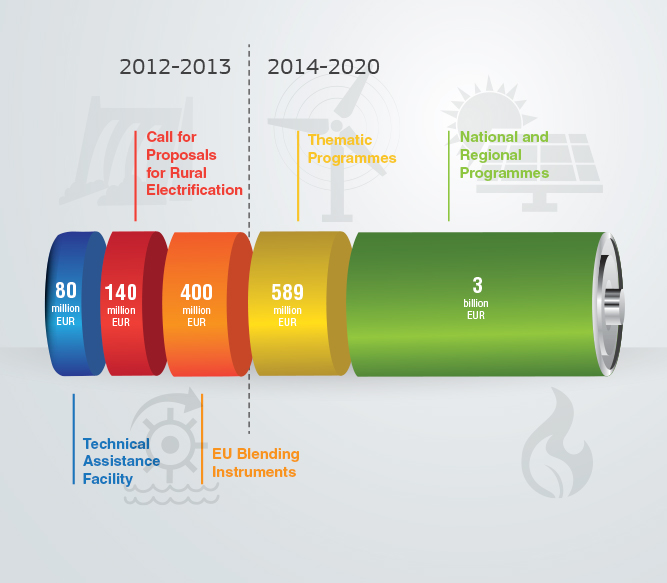 2012-2013
2014-2020
Call for
Proposals
for Rural
Electrification
Thematic
Programmes
National and
Regional
Programmes
80
million
EUR
140
million
EUR
400
million
EUR
589
million
EUR
3
billion
EUR
Technical
Assistance
Facility
EU Blending
Instruments